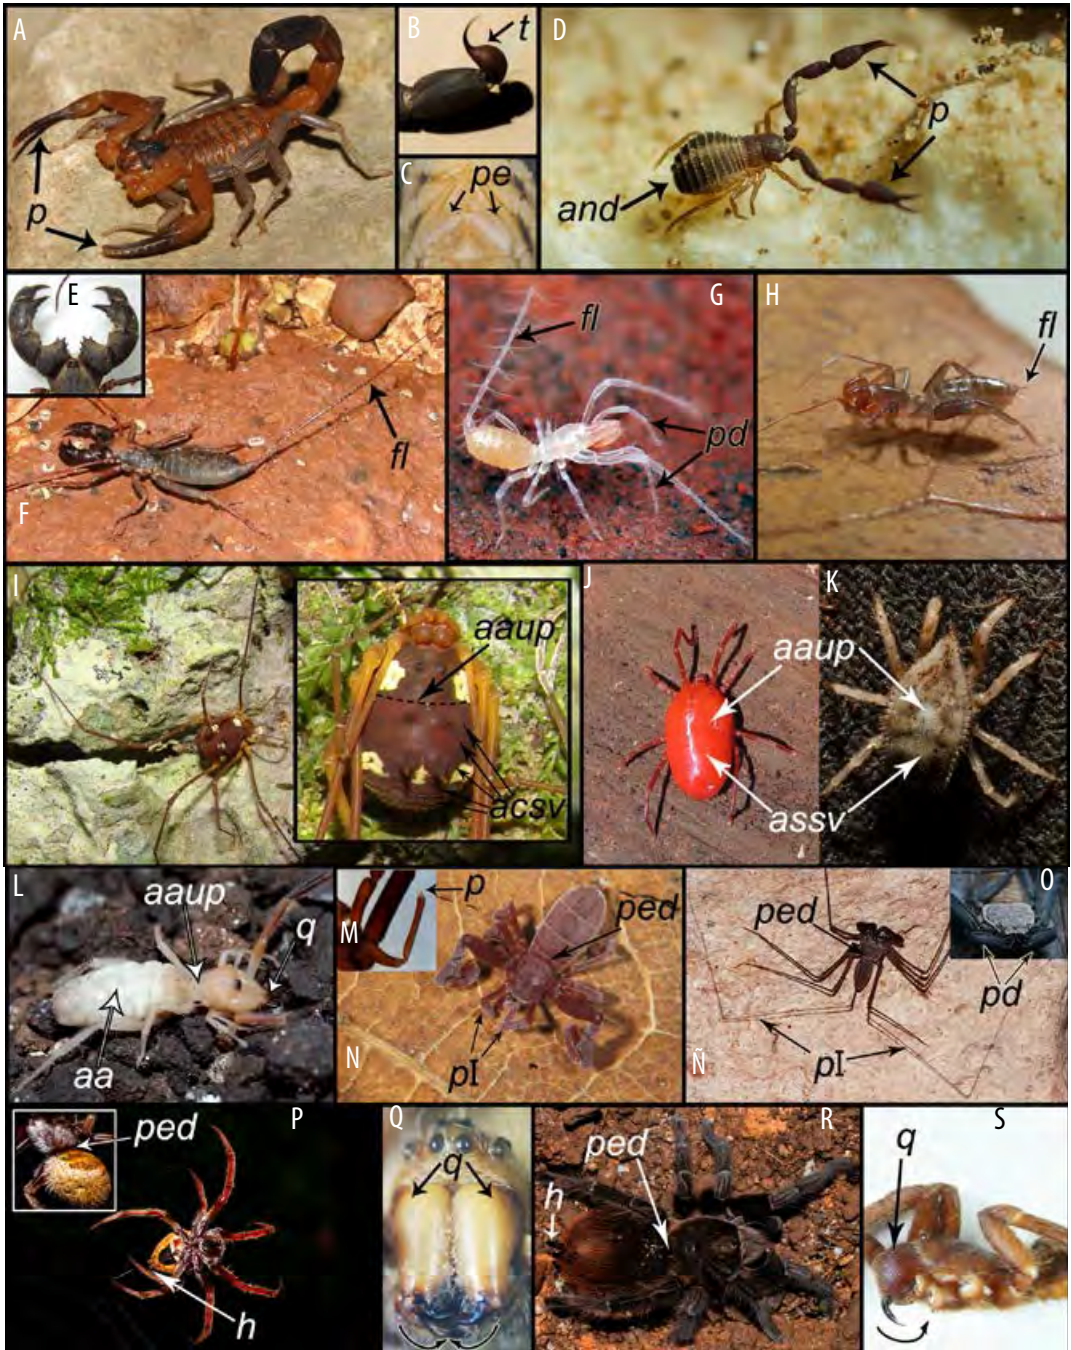 A
p
B
t
C
pe
D
p
and
E
F
fl
G
fl
pd
H
fl
I
aaup
acsv
J
K
aaup
assv
L
aaup
q
aa
M
p
N
ped
pI
Ñ
ped
pI
O
pd
P
ped
h
Q
q
R
ped
h
S
q